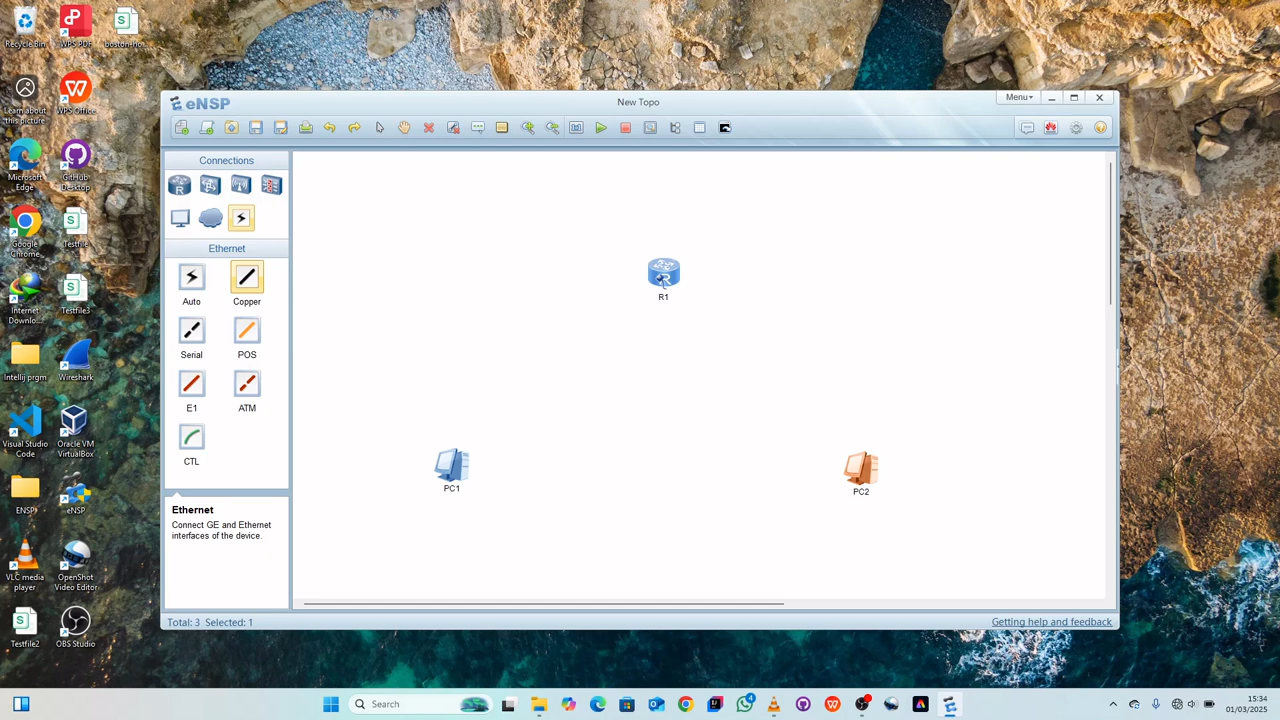 Recycle Bin
WPS PDF
boston-ho...
Learn about
this picture
WPS Office
Microsoft
Edge
GitHub
Desktop
Google
Chrome
Testfile
Internet
Downlo...
Testfile3
Intellij prgm
Wireshark
Visual Studio
Code
Oracle VM
VirtualBox
ENSP
eNSP
VLC media
player
OpenShot
Video Editor
Testfile2
OBS Studio
eNSP
New Topo
Menu
Connections
Ethernet
Auto
Copper
Serial
POS
E1
ATM
CTL
Ethernet
Connect GE and Ethernet
interfaces of the device.
R1
PC1
PC2
Total: 3 Selected: 1
Getting help and feedback
Search
4
15:34
01/03/2025